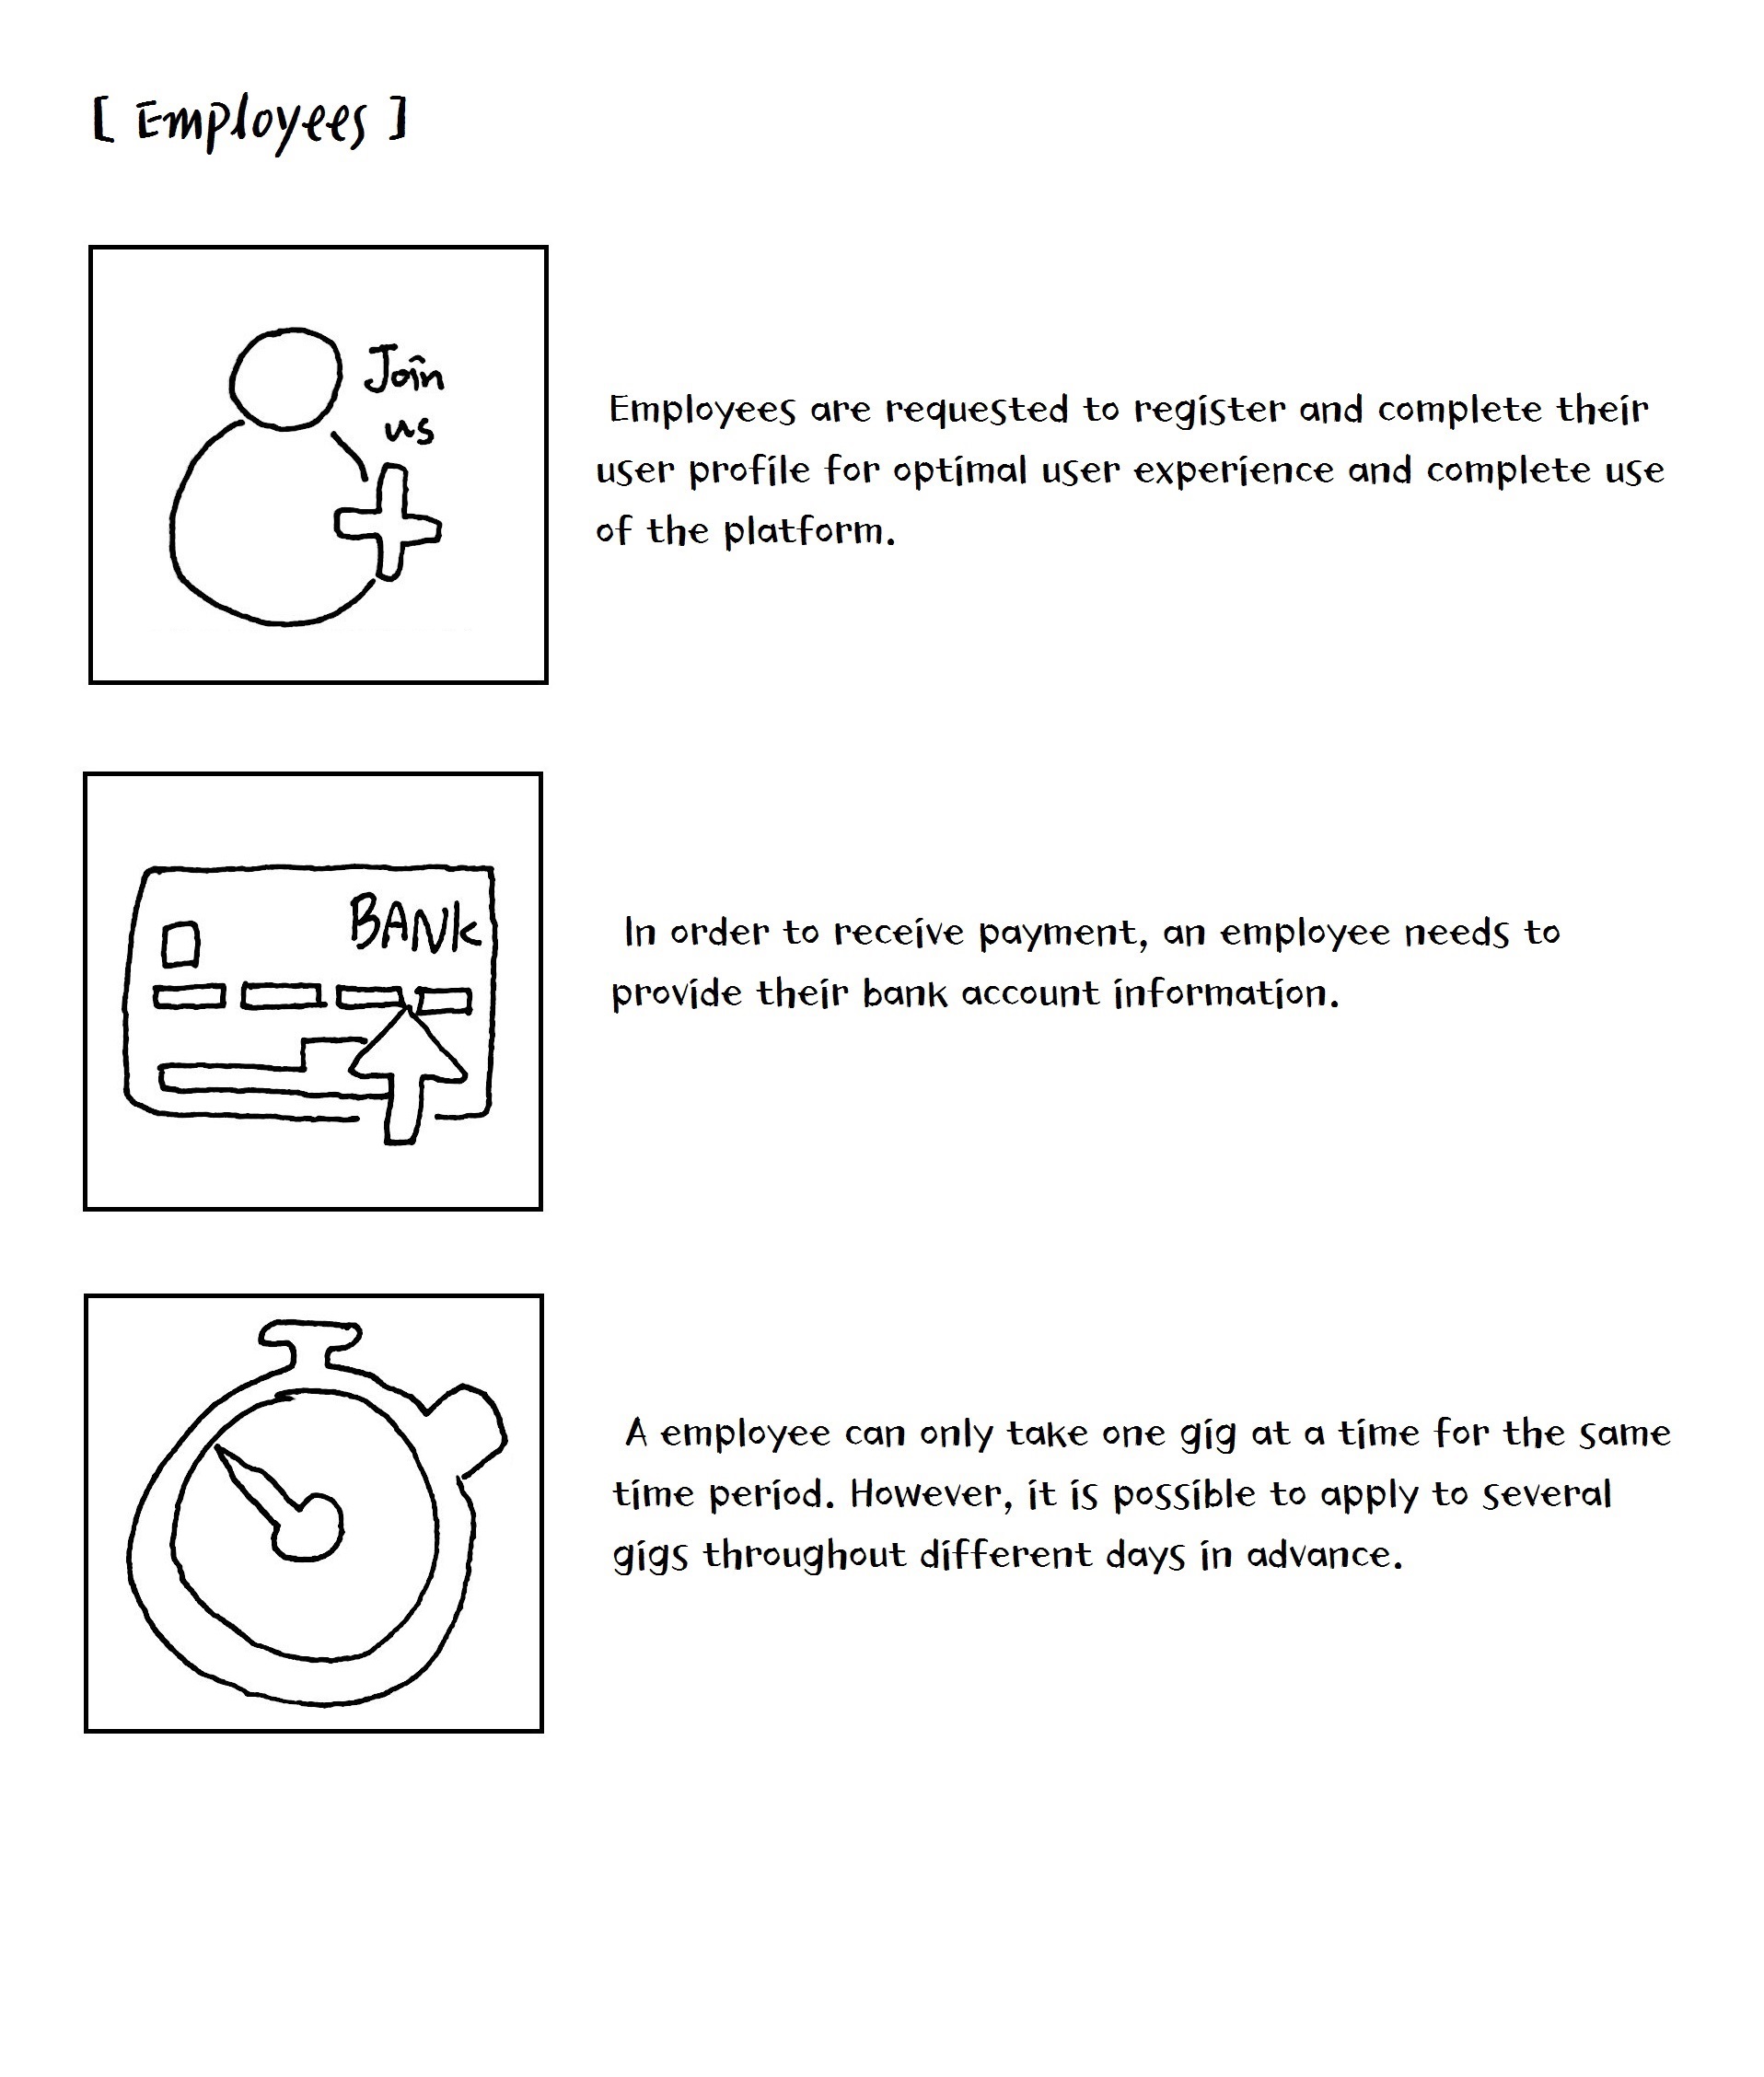 [ Employees ]
Join
us
Employees are requested to register and complete their
user profile for optimal user experience and complete use
of the platform.
BANK
In order to receive payment, an employee needs to
provide their bank account information.
A employee can only take one gig at a time for the same
time period. However, it is possible to apply to several
gigs throughout different days in advance.